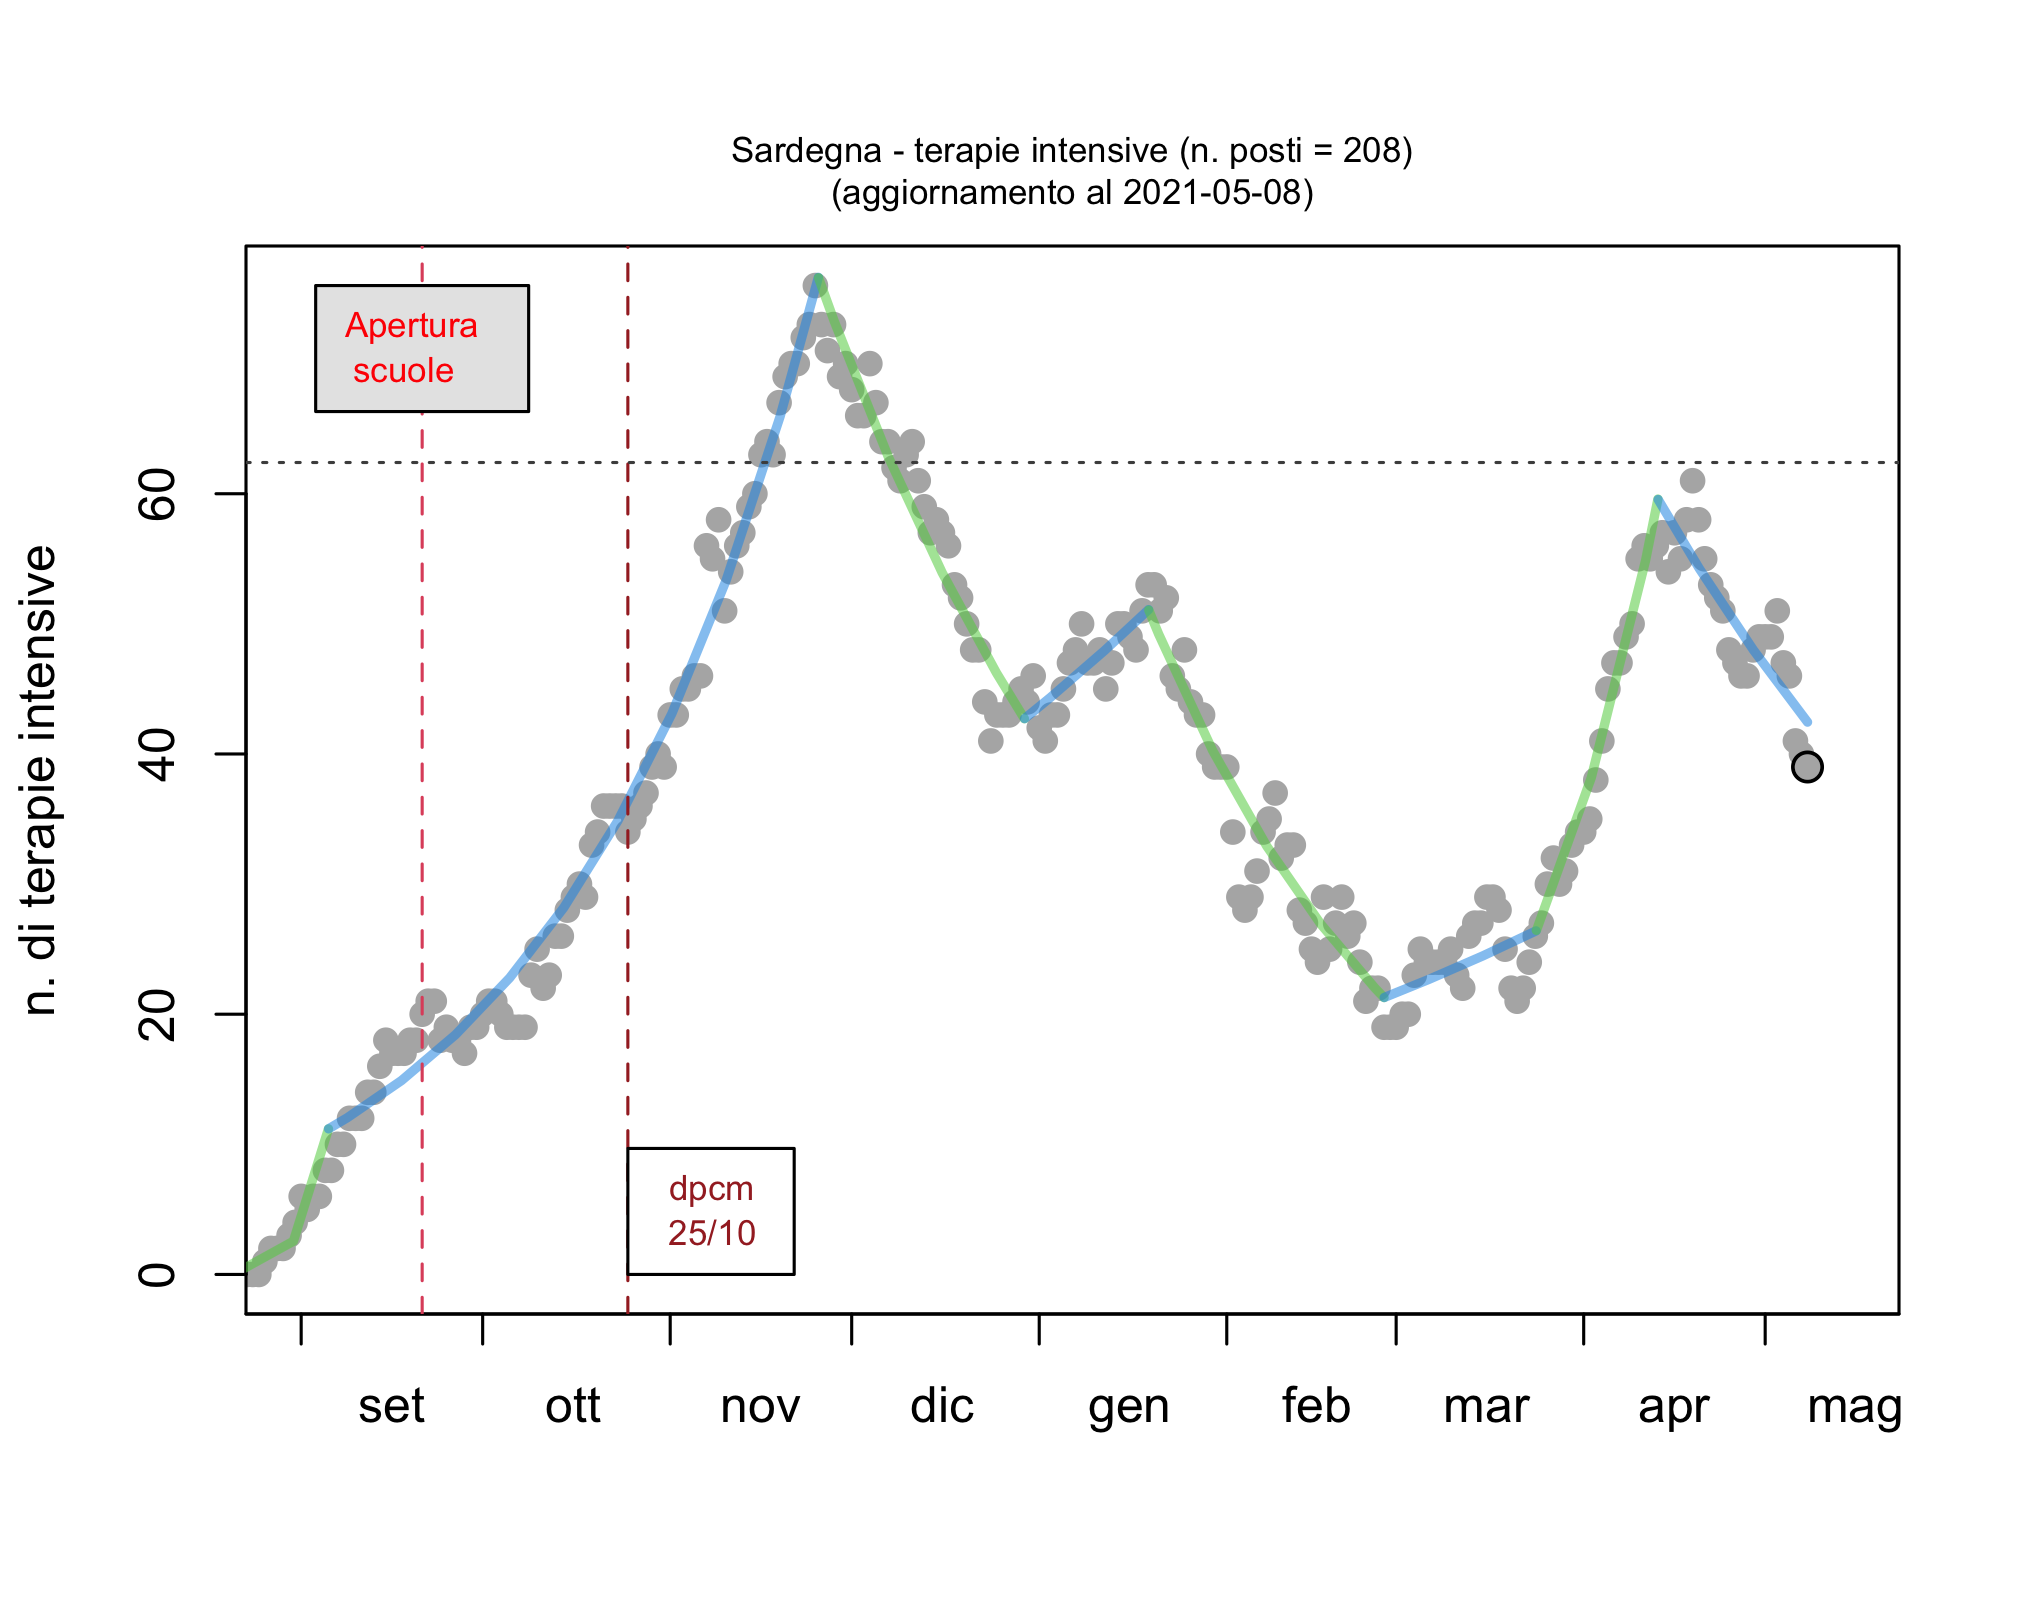 Sardegna - terapie intensive (n. posti = 208)
(aggiornamento al 2021-05-08)
Apertura
scuole
dpcm
25/10
n. di terapie intensive
60
40
20
0
set ott nov dic gen feb mar apr mag